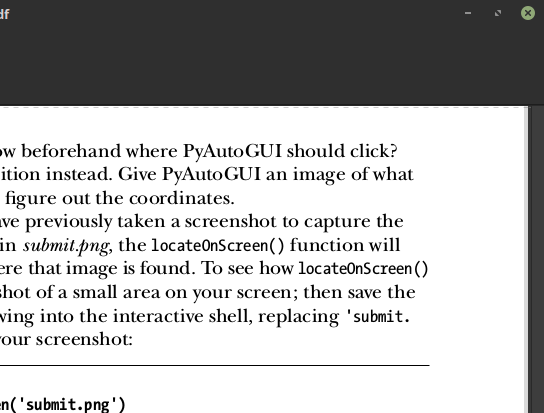 df
ow beforehand where PyAutoGUI should click?
ition instead. Give PyAutoGUI an image of what
figure out the coordinates.
ave previously taken a screenshot to capture the
in submit.png, the locateOnScreen() function will
ere that image is found. To see how locateOnScreen()
shot of a small area on your screen; then save the
wing into the interactive shell, replacing 'submit.
your screenshot:
en('submit.png')